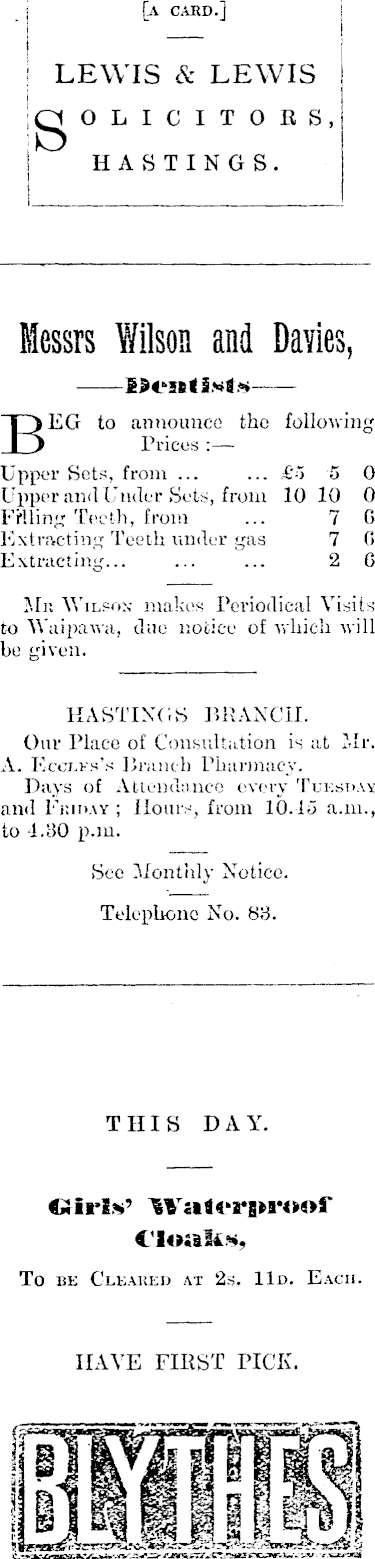 [A CARD.]
LEWIS & LEWIS
SOLICITORS,
HASTINGS.
Messrs Wilson and Davies,
Dentists
BEG to announce the following
Prices :—
Upper Sets, from ... ... £5 5 0
Upper and Under Sets, from 10 10 0
Filling Teeth, from ... 7 6
Extracting Teeth under gas 7 6
Extracting... ... ... 2 6
MR WILSON makes Periodical Visits
to Waipawa, due notice of which will
be given.
HASTINGS BRANCH.
Our Place of Consultation is at Mr.
A. ECCLES's Branch Pharmacy.
Days of Attendance every TUESDAY
and FRIDAY ; Hours, from 10.45 a.m.,
to 4.30 p.m.
See Monthly Notice.
Telephone No. 83.
THIS DAY.
Girls' Waterproof
Cloaks,
TO BE CLEARED AT 2S. 11D. EACH.
HAVE FIRST PICK.
BLYTHES